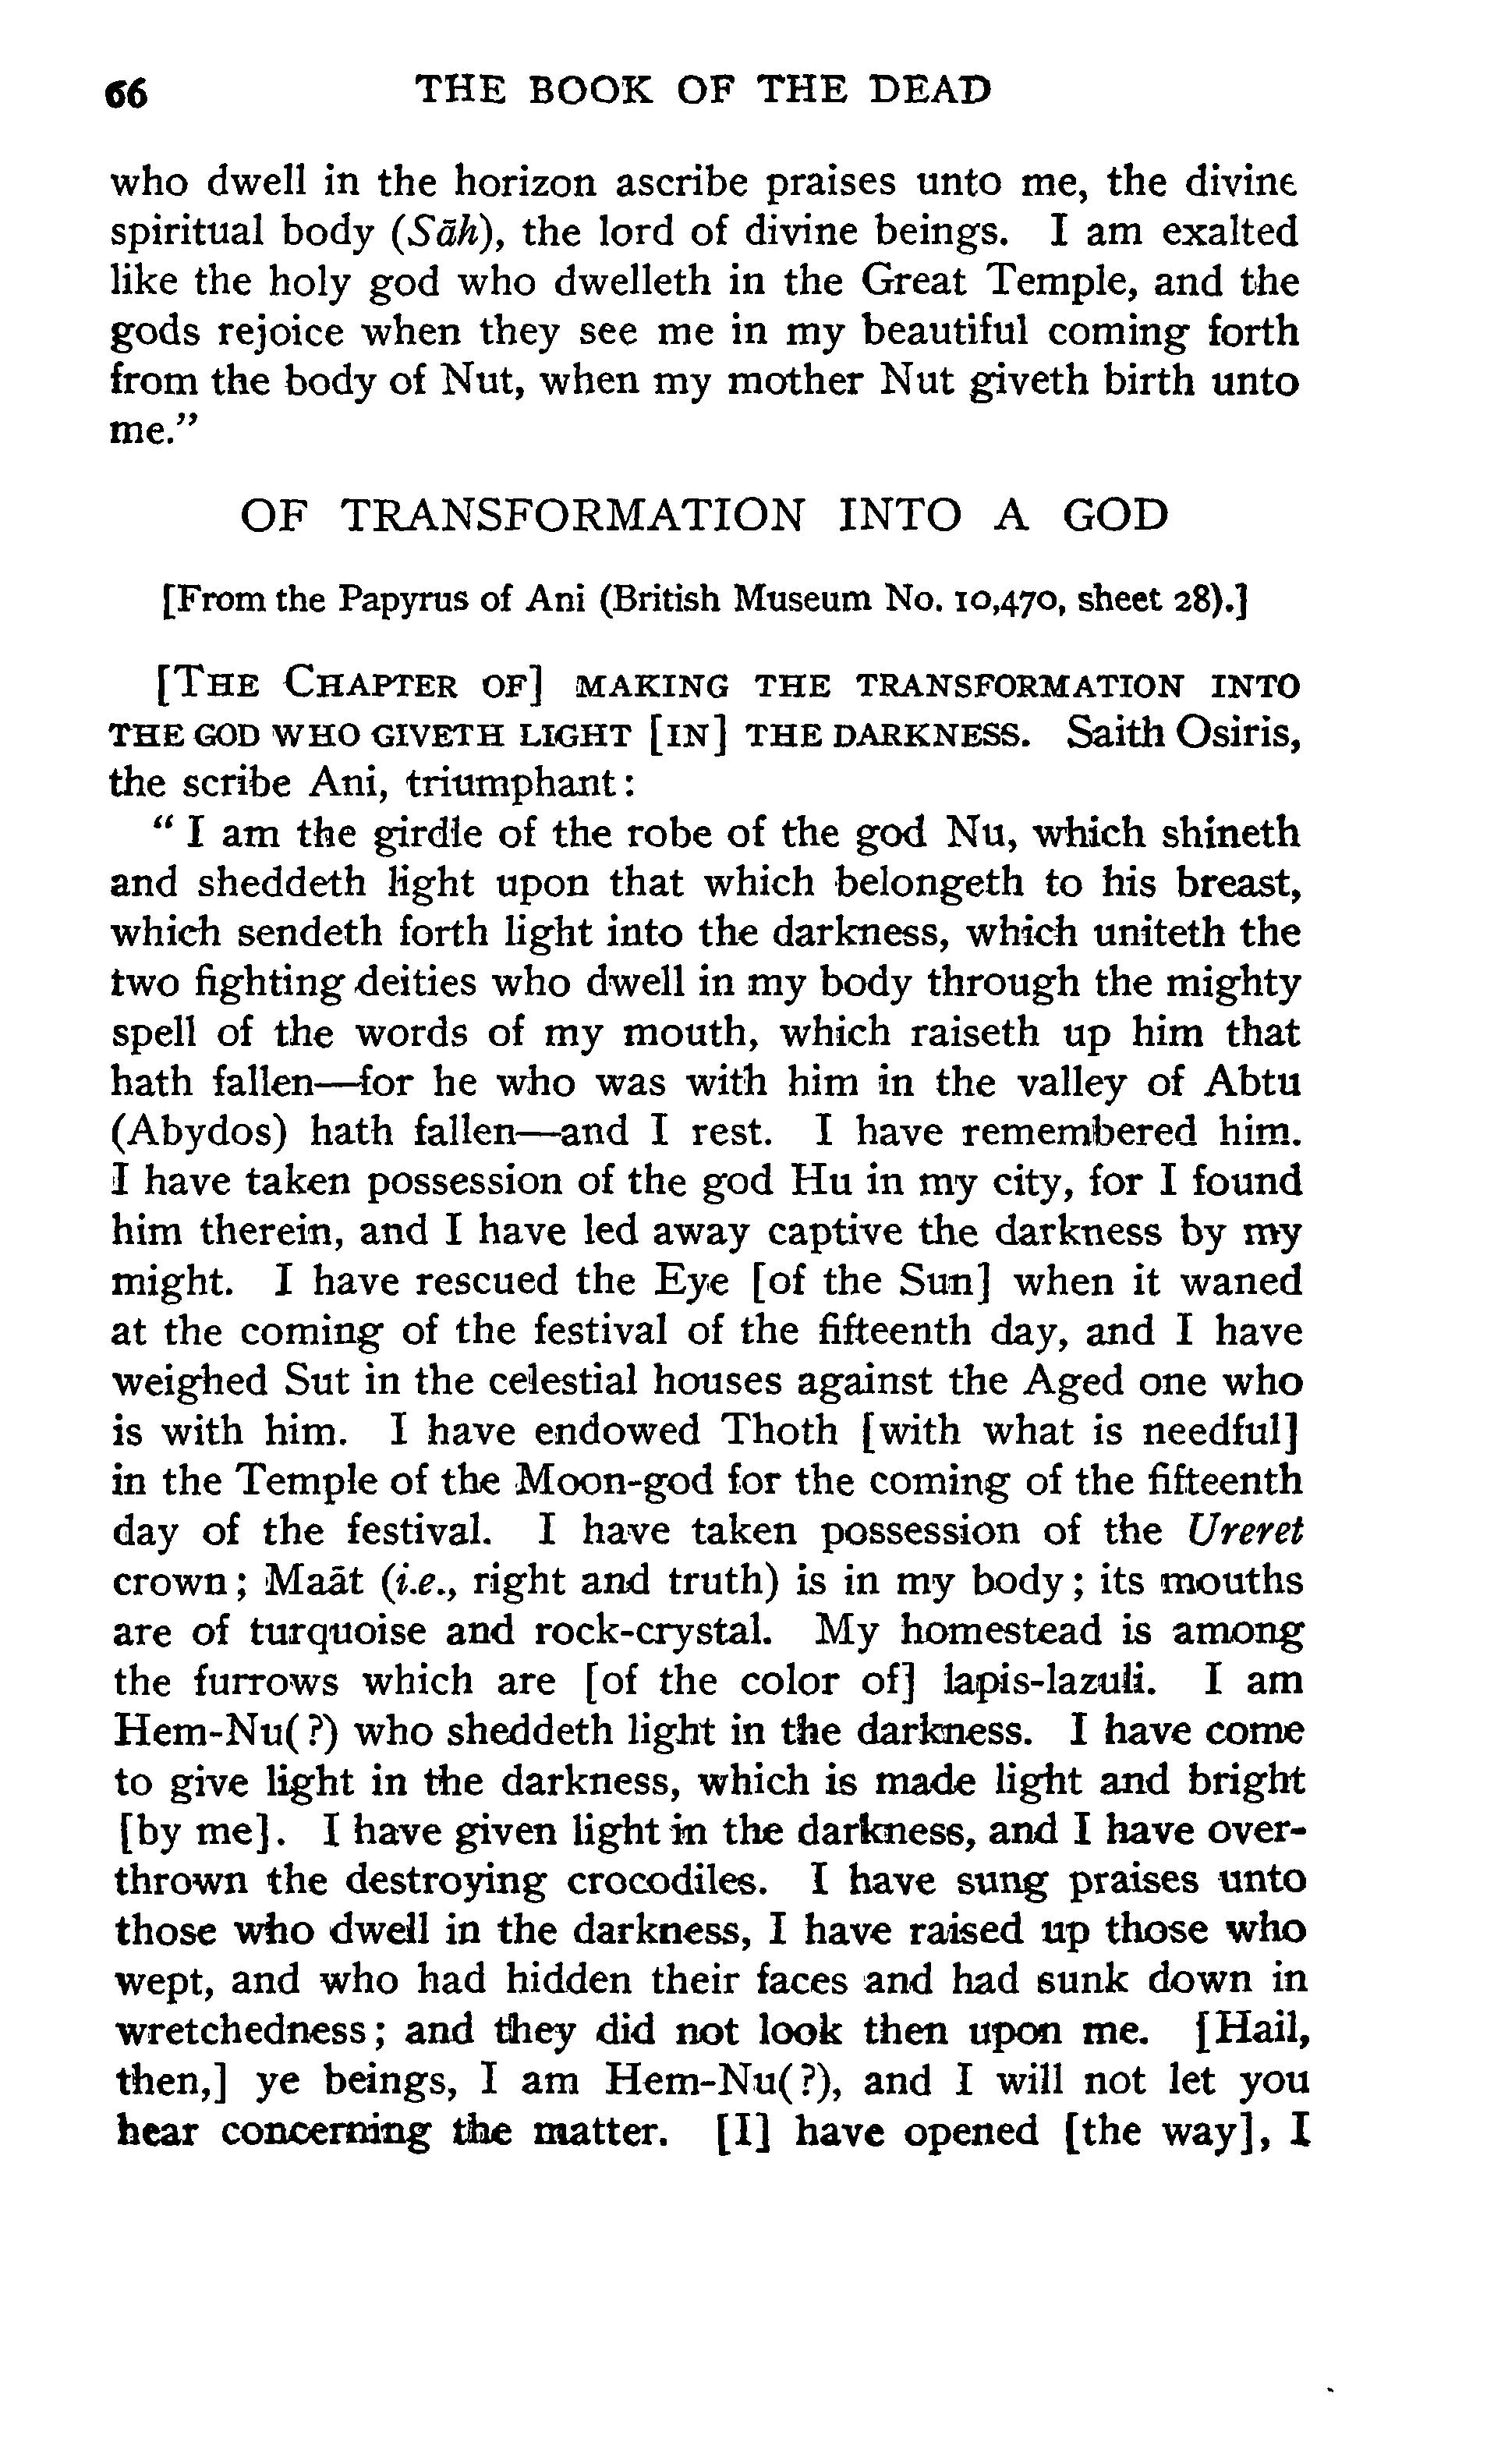 66 THE BOOK OF THE DEAD
who dwell in the horizon ascribe praises unto me, the divine
spiritual body (Sāh), the lord of divine beings. I am exalted
like the holy god who dwelleth in the Great Temple, and the
gods rejoice when they see me in my beautiful coming forth
from the body of Nut, when my mother Nut giveth birth unto
me.”
OF TRANSFORMATION INTO A GOD
[From the Papyrus of Ani (British Museum No. 10,470, sheet 28).]
[THE CHAPTER OF] MAKING THE TRANSFORMATION INTO
THE GOD WHO GIVETH LIGHT [IN] THE DARKNESS. Saith Osiris,
the scribe Ani, triumphant:
“I am the girdle of the robe of the god Nu, which shineth
and sheddeth light upon that which belongeth to his breast,
which sendeth forth light into the darkness, which uniteth the
two fighting deities who dwell in my body through the mighty
spell of the words of my mouth, which raiseth up him that
hath fallen—for he who was with him in the valley of Abtu
(Abydos) hath fallen—and I rest. I have remembered him.
I have taken possession of the god Hu in my city, for I found
him therein, and I have led away captive the darkness by my
might. I have rescued the Eye [of the Sun] when it waned
at the coming of the festival of the fifteenth day, and I have
weighed Sut in the celestial houses against the Aged one who
is with him. I have endowed Thoth [with what is needful]
in the Temple of the Moon-god for the coming of the fifteenth
day of the festival. I have taken possession of the Ureret
crown; Maāt (i.e., right and truth) is in my body; its mouths
are of turquoise and rock-crystal. My homestead is among
the furrows which are [of the color of] lapis-lazuli. I am
Hem-Nu(?) who sheddeth light in the darkness. I have come
to give light in the darkness, which is made light and bright
[by me]. I have given light in the darkness, and I have over-
thrown the destroying crocodiles. I have sung praises unto
those who dwell in the darkness, I have raised up those who
wept, and who had hidden their faces and had sunk down in
wretchedness; and they did not look then upon me. [Hail,
then,] ye beings, I am Hem-Nu(?), and I will not let you
hear concerning the matter. [I] have opened [the way], I